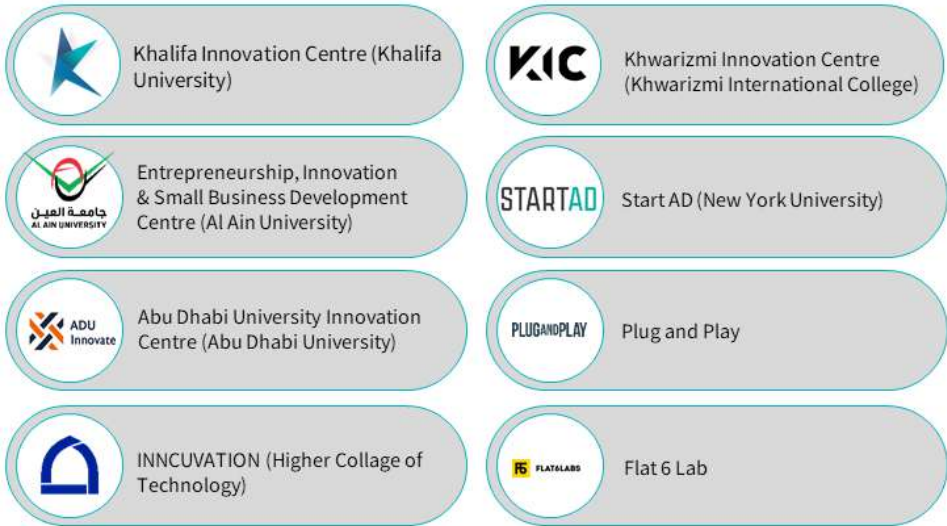 Khalifa Innovation Centre (Khalifa
University)
KIC
Khwarizmi Innovation Centre
(Khwarizmi International College)
جامعـة العيـن
AL AIN UNIVERSITY
Entrepreneurship, Innovation
& Small Business Development
Centre (Al Ain University)
STARTAD
Start AD (New York University)
ADU
Innovate
Abu Dhabi University Innovation
Centre (Abu Dhabi University)
PLUGANDPLAY
Plug and Play
INNCUVATION (Higher Collage of
Technology)
F6 FLAT6LABS
Flat 6 Lab